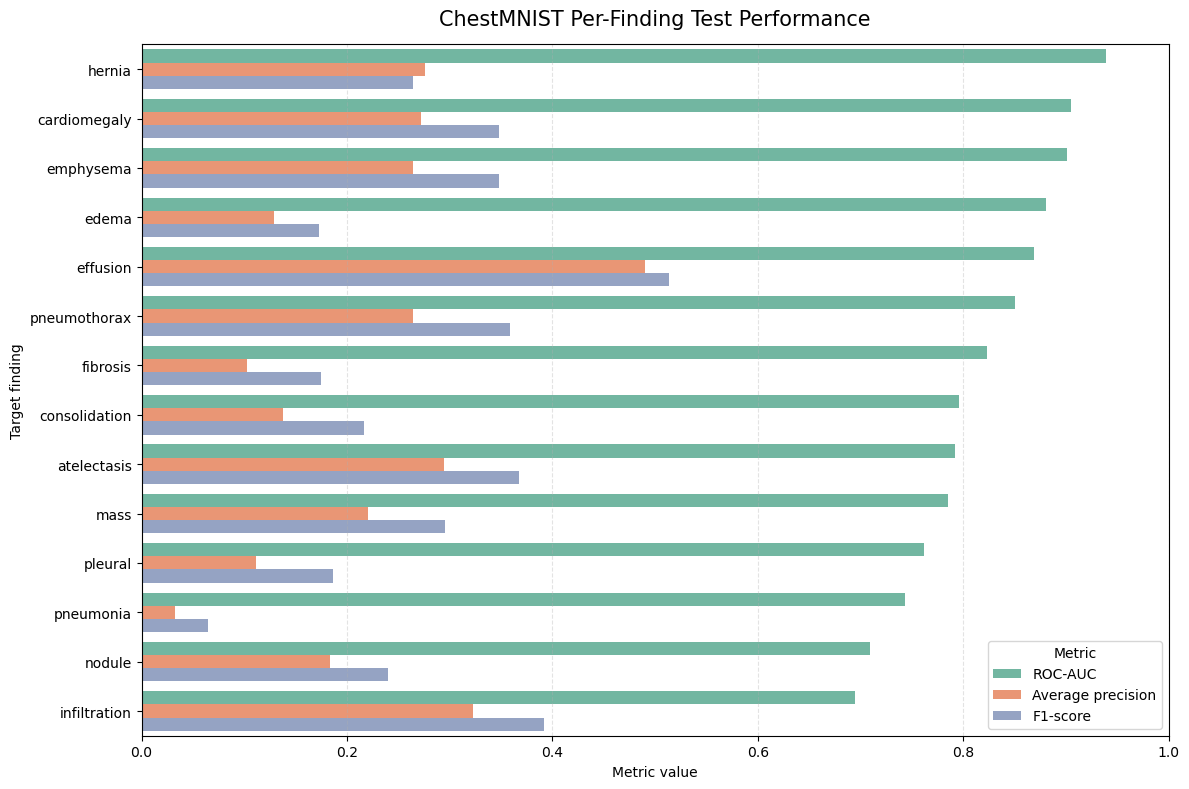 ChestMNIST Per-Finding Test Performance
Target finding
hernia
cardiomegaly
emphysema
edema
effusion
pneumothorax
fibrosis
consolidation
atelectasis
mass
pleural
pneumonia
nodule
infiltration
Metric
ROC-AUC
Average precision
F1-score
0.0 0.2 0.4 0.6 0.8 1.0
Metric value